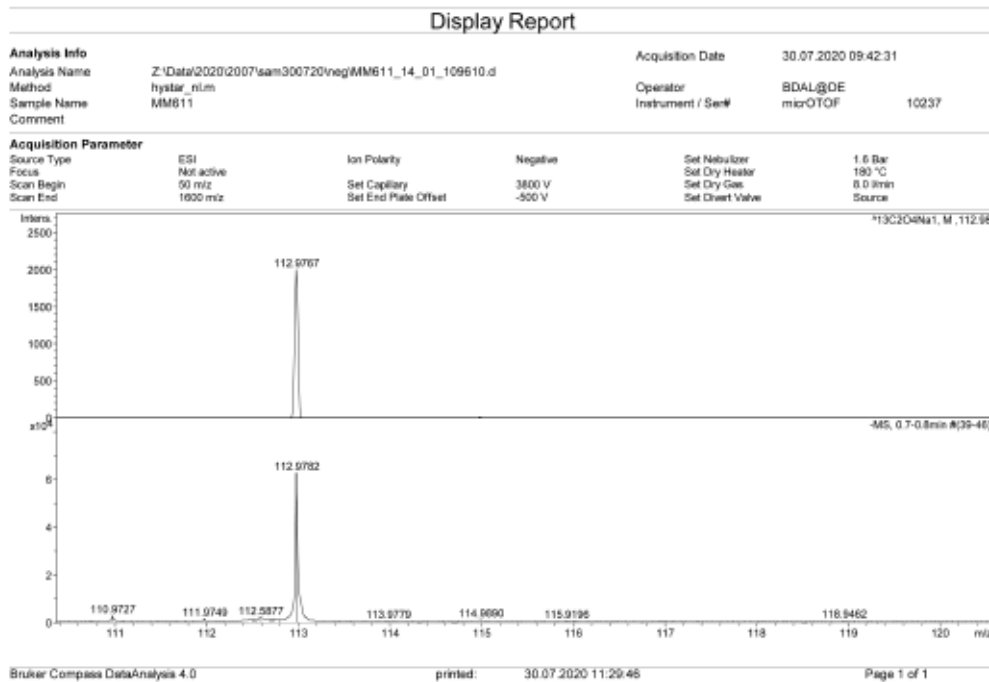 Display Report
Analysis Info
Acquisition Date 30.07.2020 09:42:31
Analysis Name Z:\Data\2020\2007\sam300720\neg\MM611_14_01_109610.d
Method hystar_nl.m Operator BDAL@DE
Sample Name MM611 Instrument / Ser# micrOTOF 10237
Comment
Acquisition Parameter
Source Type ESI Ion Polarity Negative Set Nebulizer 1.6 Bar
Focus Not active Set Dry Heater 180 °C
Scan Begin 50 m/z Set Capillary 3800 V Set Dry Gas 8.0 l/min
Scan End 1600 m/z Set End Plate Offset -500 V Set Divert Valve Source
Intens. *13C2O4Na1, M ,112.98
2500
112.9767
2000
1500
1000
500
0
x10 -MS, 0.7-0.8min #(39-46)
112.9782
6
4
2
110.9727 111.9749 112.5877 113.9779 114.9890 115.9195 118.9462
0
111 112 113 114 115 116 117 118 119 120 m/z
Bruker Compass DataAnalysis 4.0 printed: 30.07.2020 11:29:46 Page 1 of 1